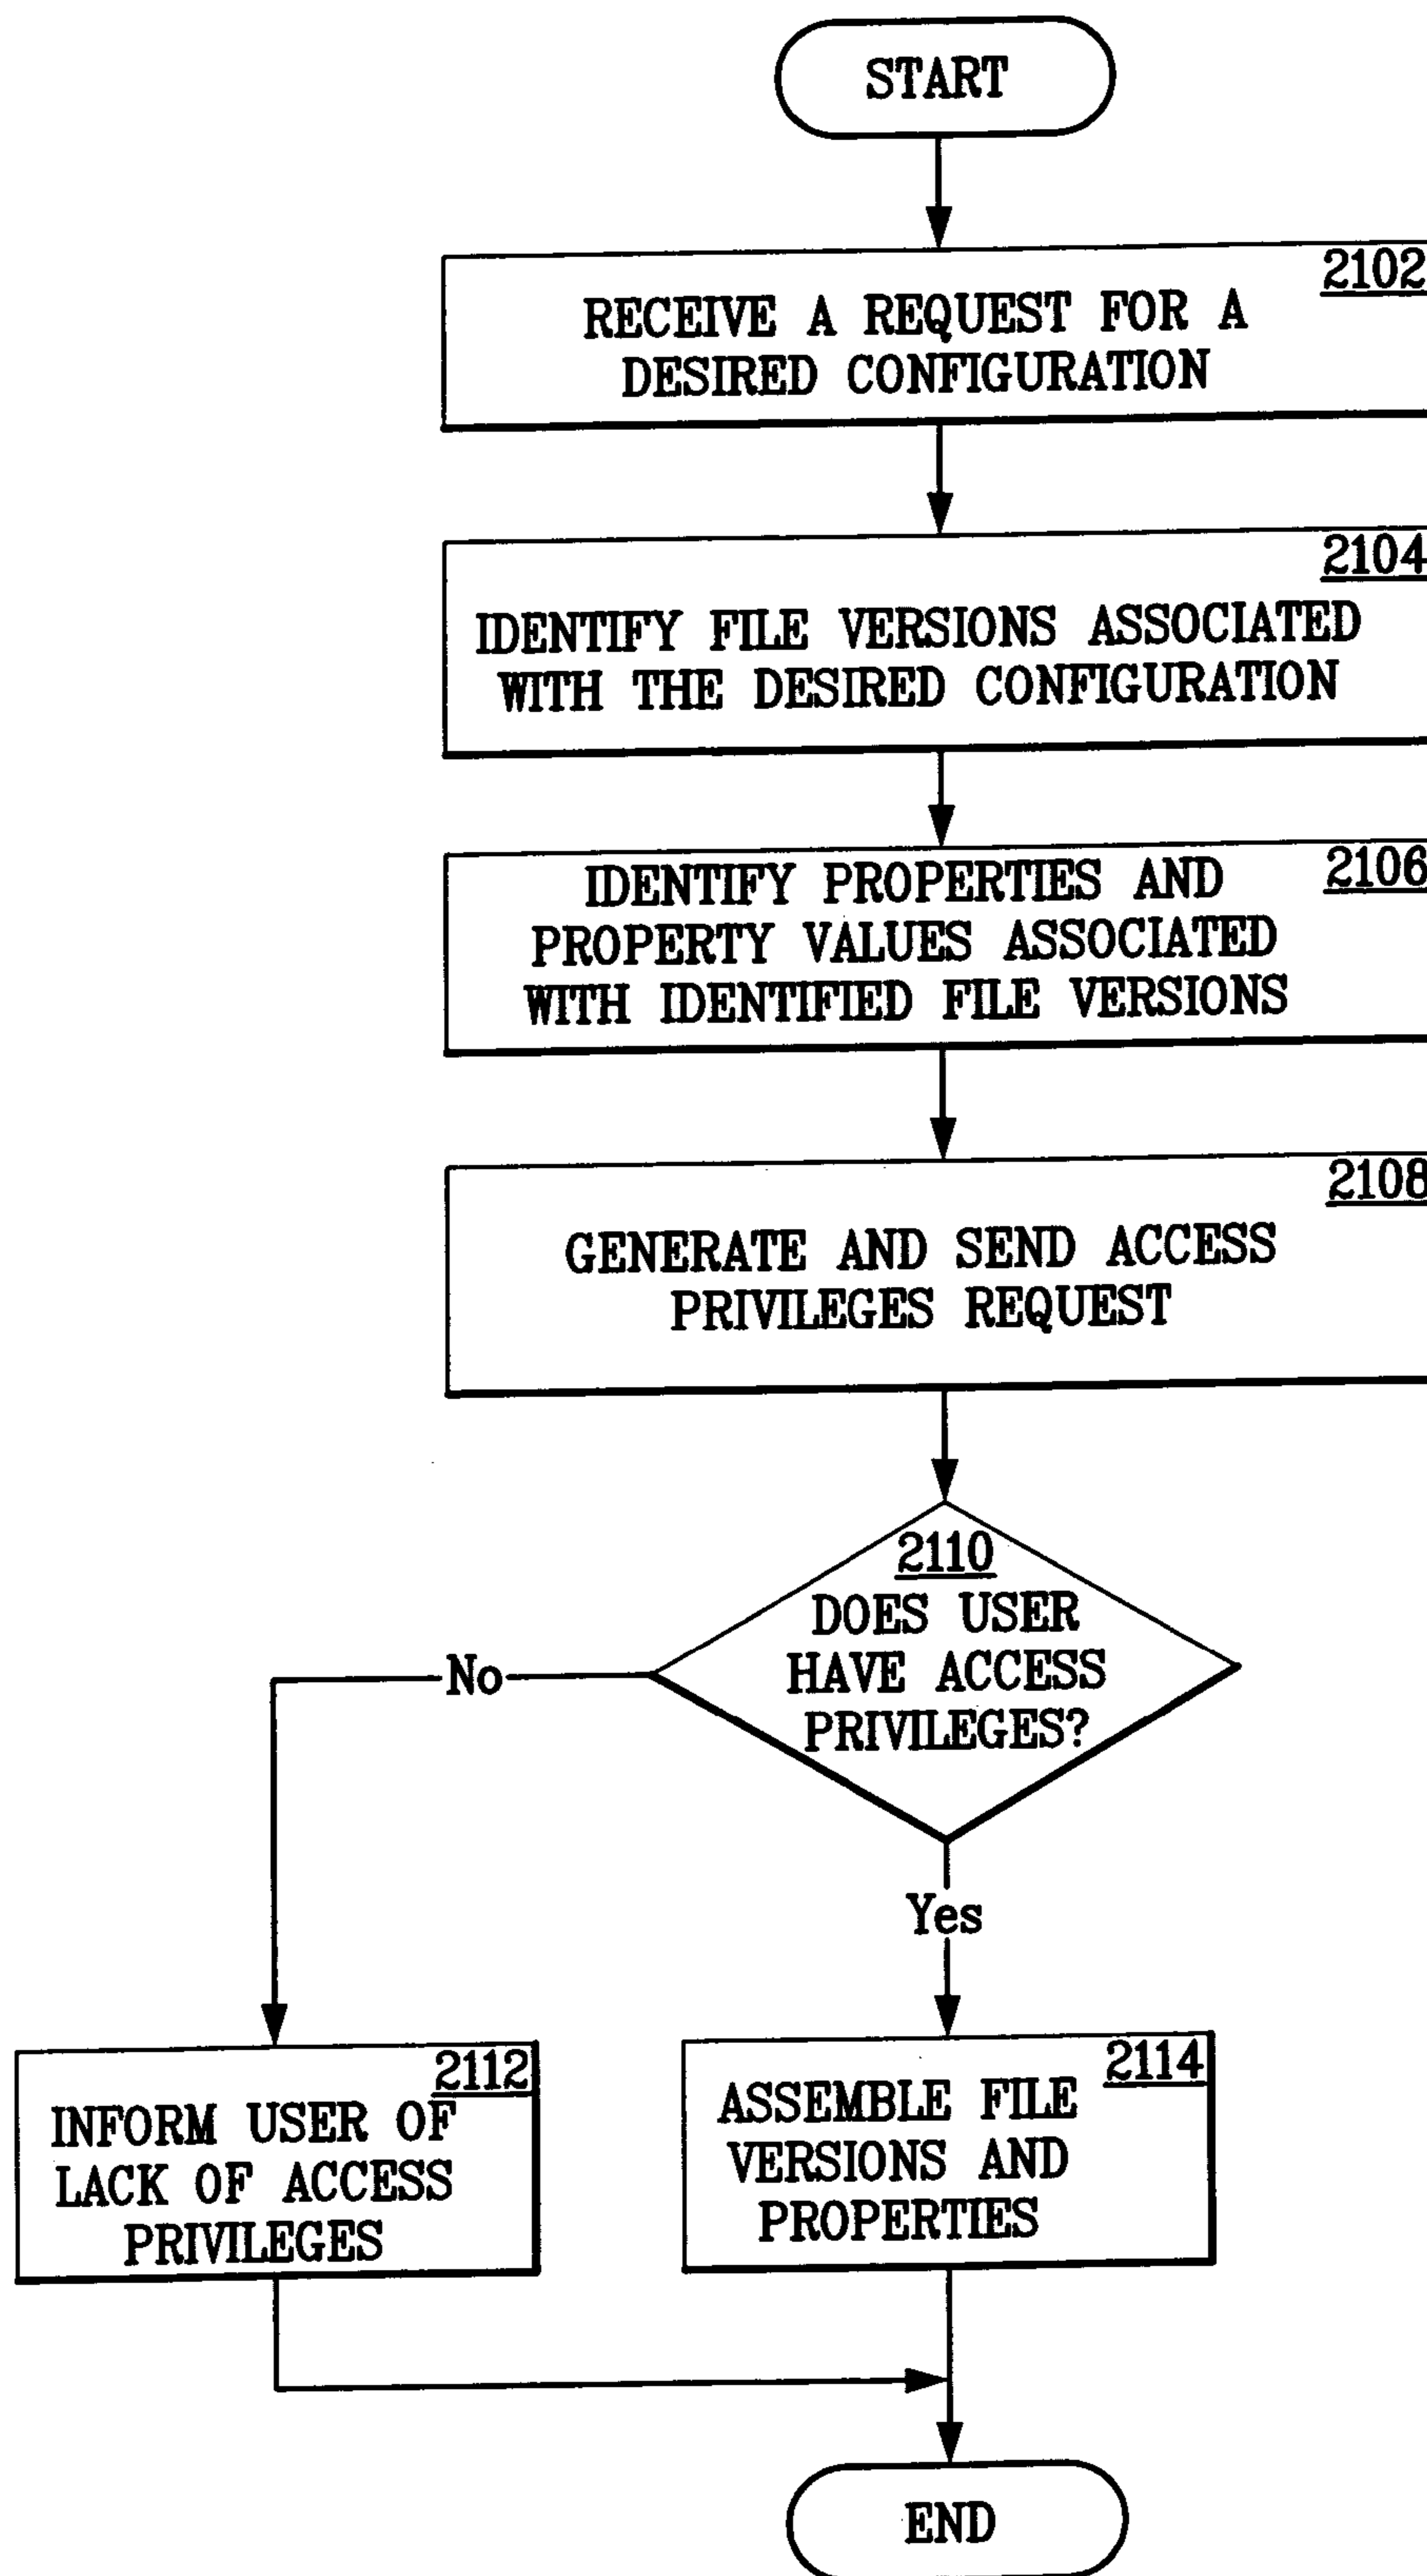 START
2102
RECEIVE A REQUEST FOR A
DESIRED CONFIGURATION
2104
IDENTIFY FILE VERSIONS ASSOCIATED
WITH THE DESIRED CONFIGURATION
2106
IDENTIFY PROPERTIES AND
PROPERTY VALUES ASSOCIATED
WITH IDENTIFIED FILE VERSIONS
2108
GENERATE AND SEND ACCESS
PRIVILEGES REQUEST
2110
DOES USER
HAVE ACCESS
PRIVILEGES?
No
Yes
2112
INFORM USER OF
LACK OF ACCESS
PRIVILEGES
2114
ASSEMBLE FILE
VERSIONS AND
PROPERTIES
END